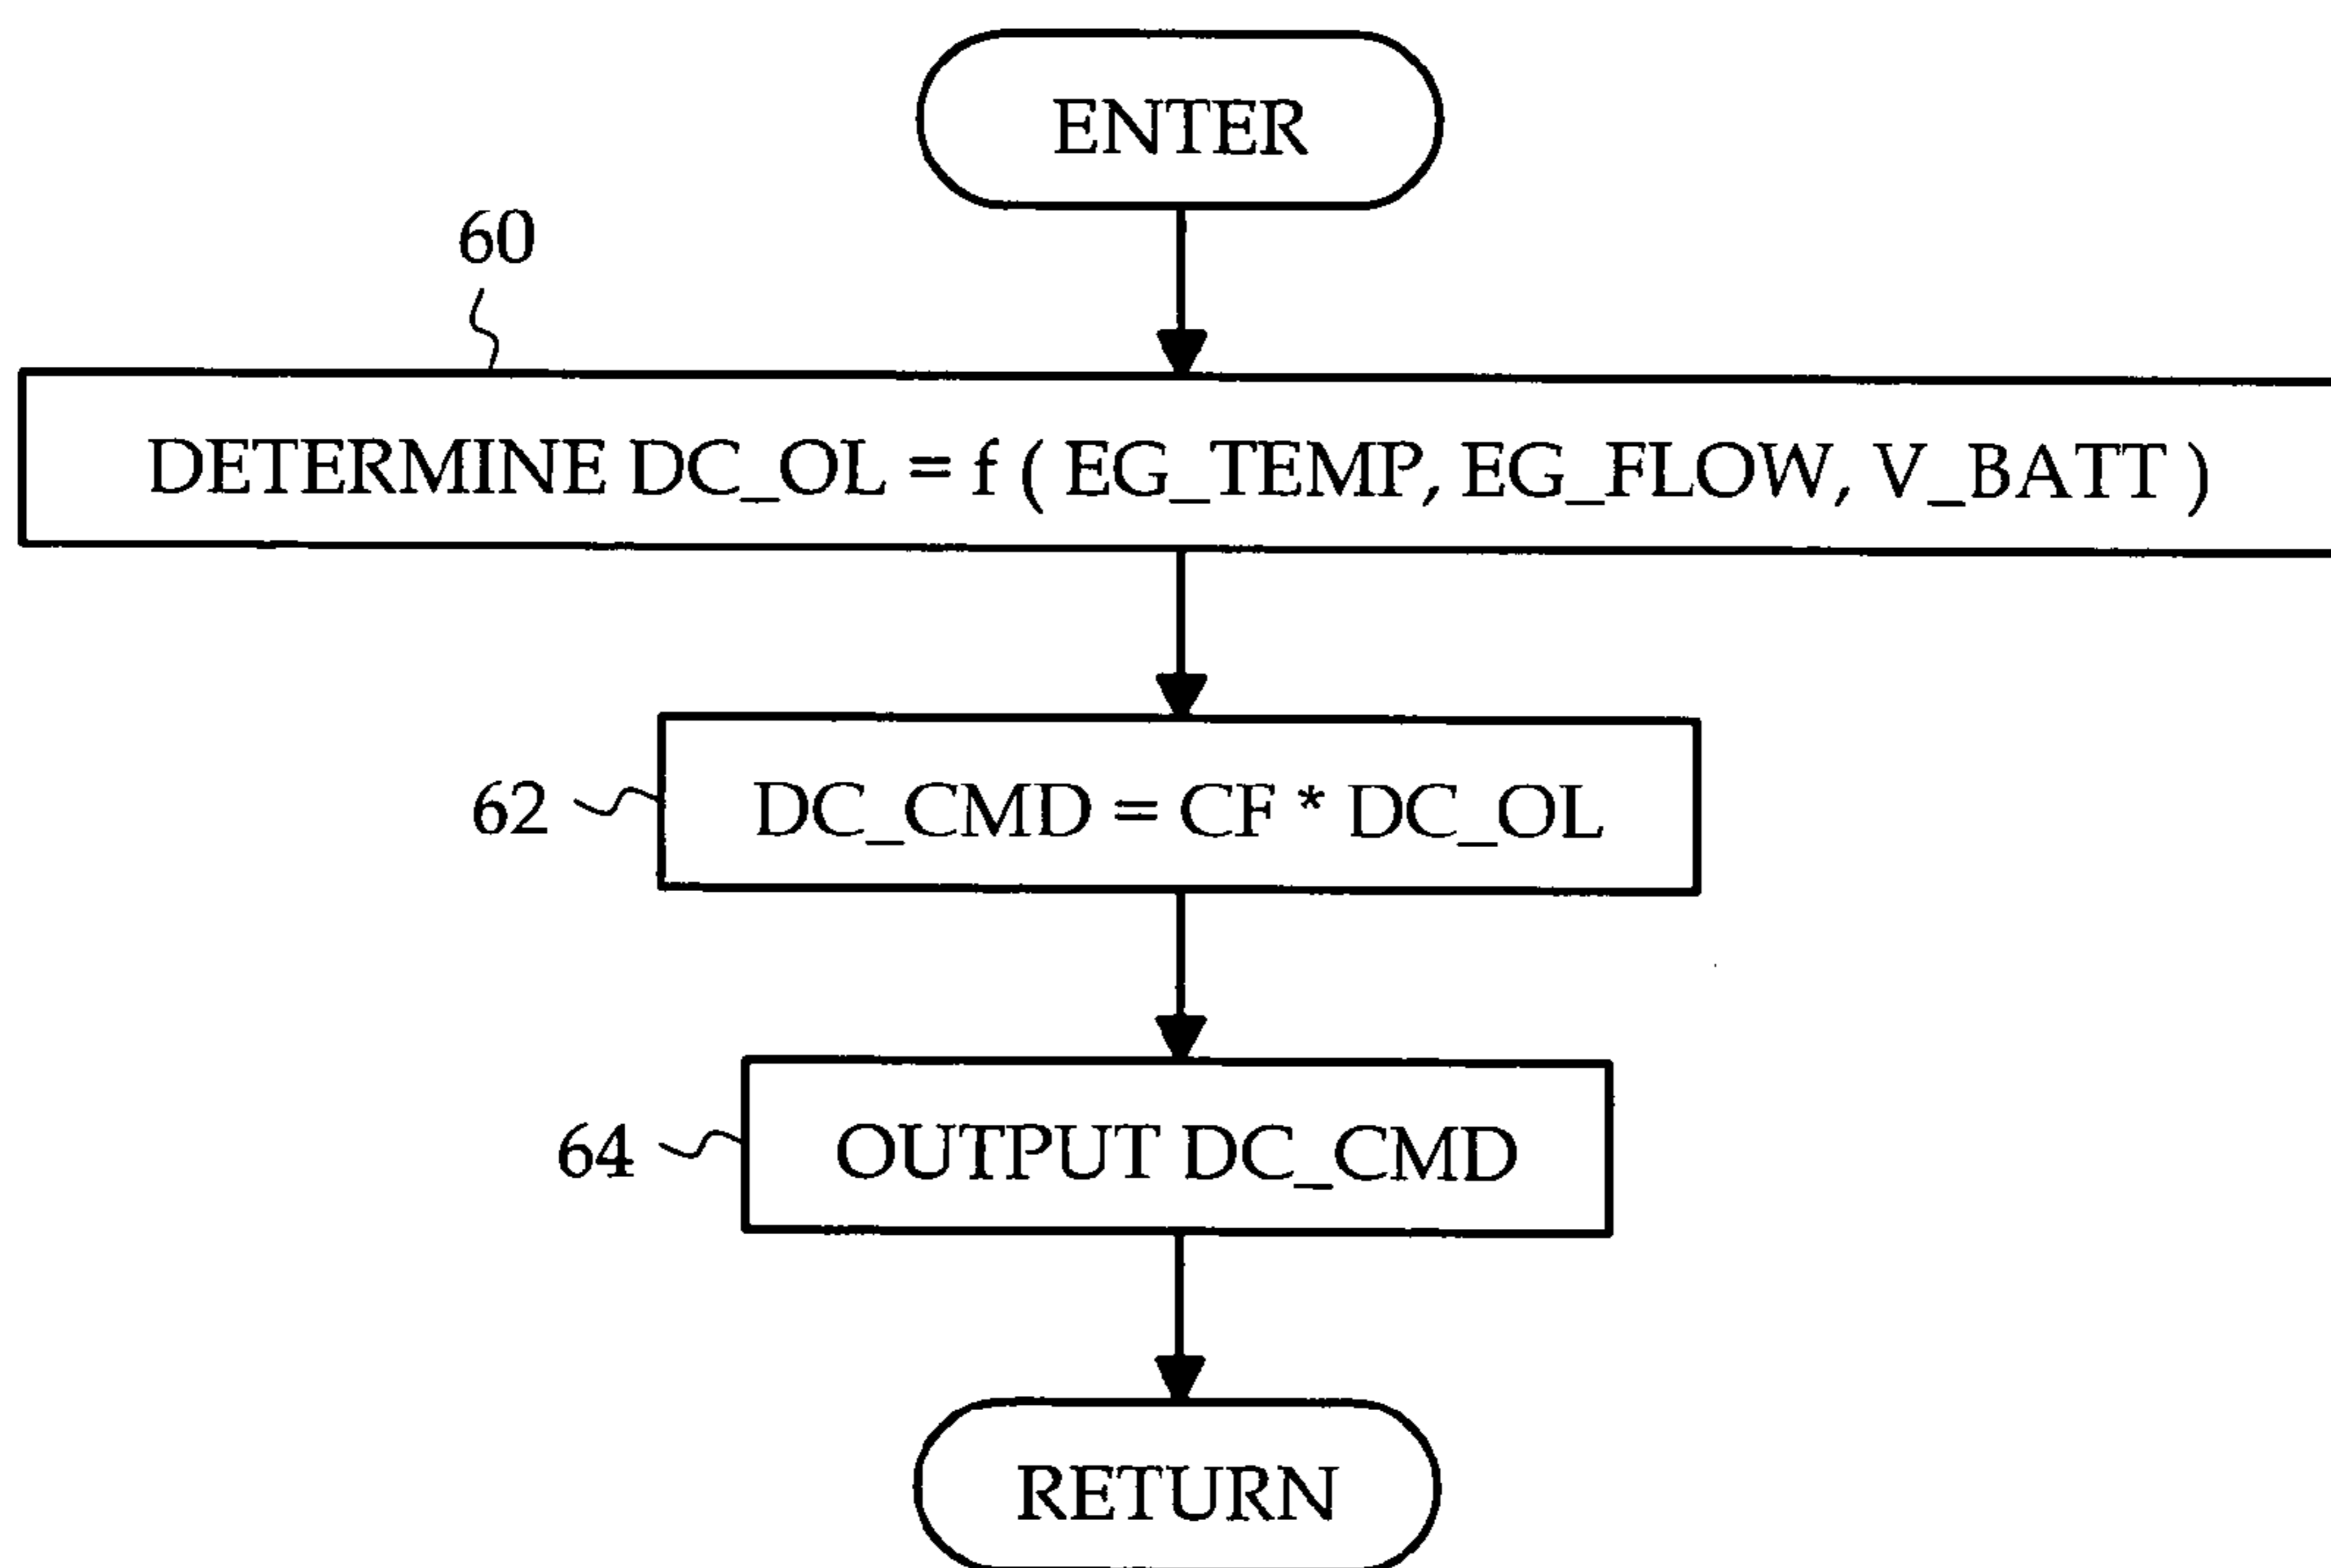 ENTER
60
DETERMINE DC_OL = f ( EG_TEMP, EG_FLOW, V_BATT )
62
DC_CMD = CF * DC_OL
64
OUTPUT DC_CMD
RETURN